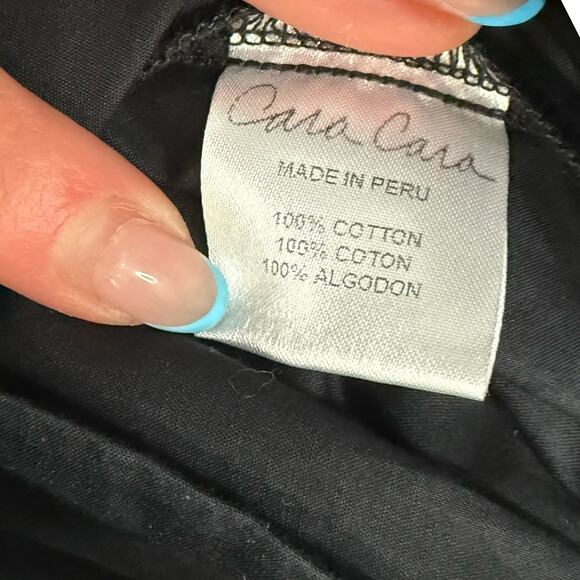 Cara Cara
MADE IN PERU
100% COTTON
100% COTON
100% ALGODON